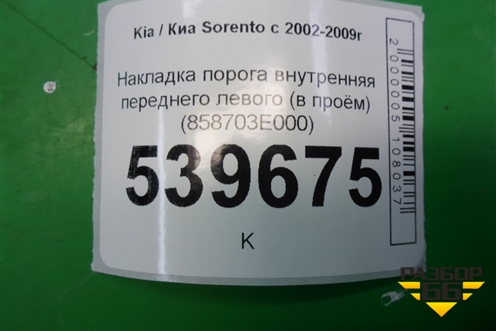 Kia / Киа Sorento с 2002-2009г
Накладка порога внутренняя
переднего левого (в проём)
(858703E000)
539675
K
2000005108037
РАЗБОР
66